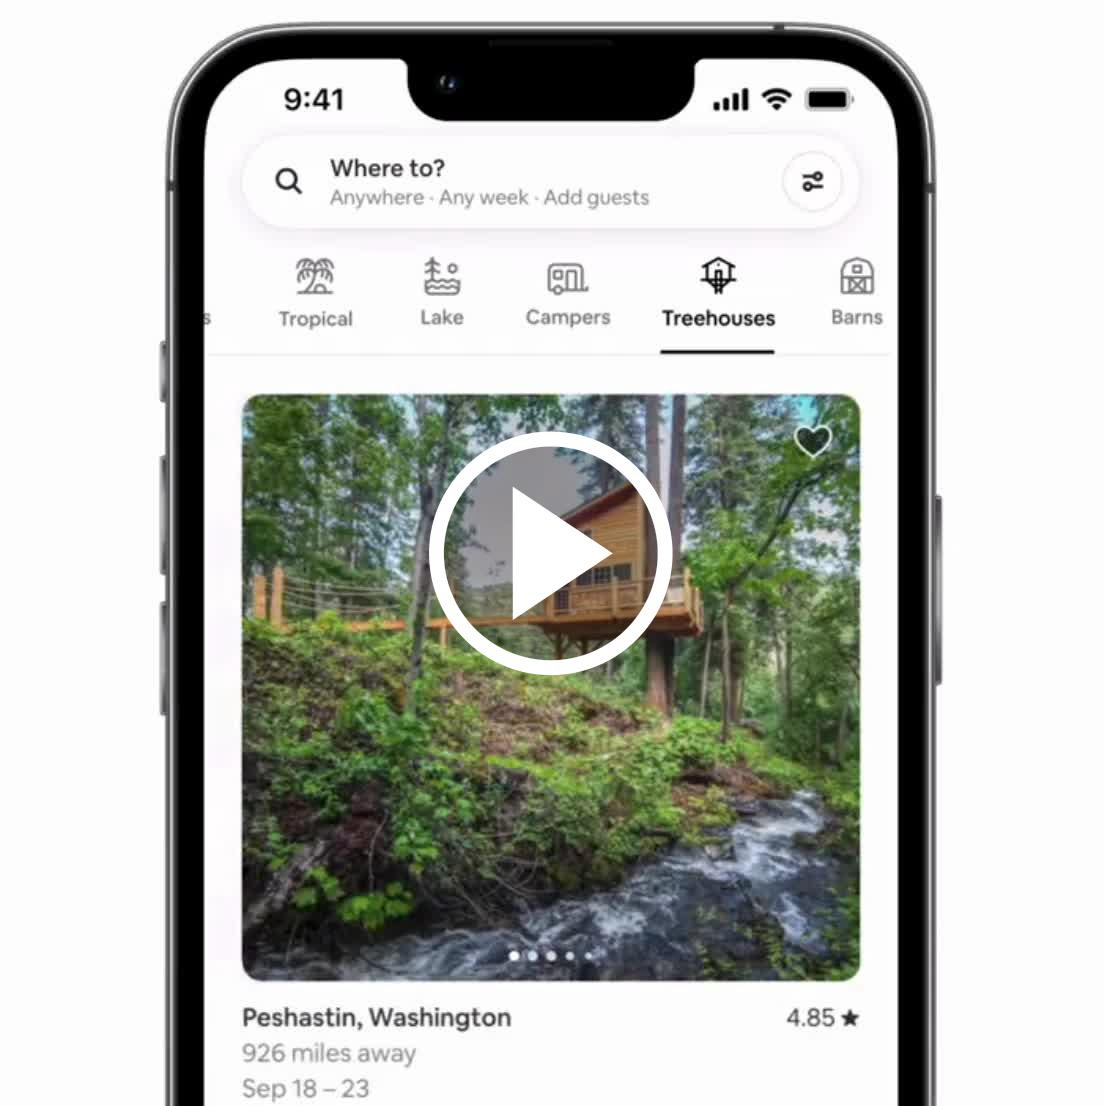 9:41
Where to?
Anywhere · Any week · Add guests
s
Tropical
Lake
Campers
Treehouses
Barns
Peshastin, Washington
4.85 ★
926 miles away
Sep 18 – 23